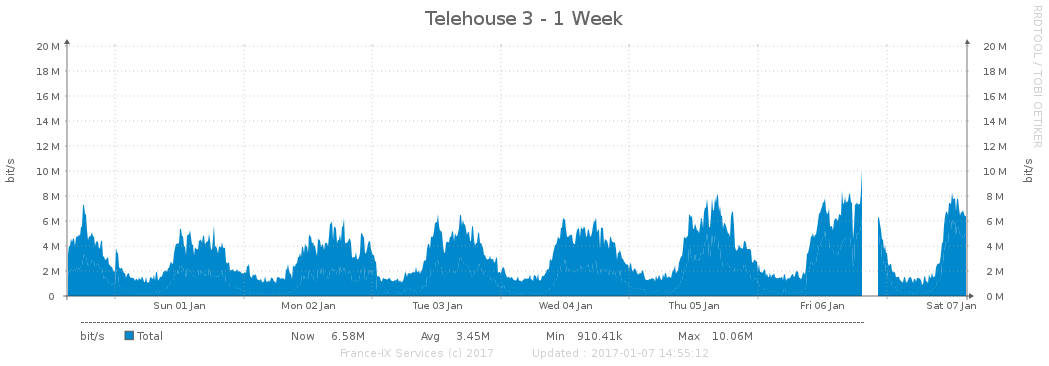 Telehouse 3 - 1 Week
RRDTOOL / TOBI OETIKER
bit/s
20 M 20 M
18 M 18 M
16 M 16 M
14 M 14 M
12 M 12 M
10 M 10 M
8 M 8 M
6 M 6 M
4 M 4 M
2 M 2 M
0 0 M
bit/s
Sun 01 Jan Mon 02 Jan Tue 03 Jan Wed 04 Jan Thu 05 Jan Fri 06 Jan Sat 07 Jan
bit/s Total Now 6.58M Avg 3.45M Min 910.41k Max 10.06M
France-IX Services (c) 2017 Updated : 2017-01-07 14:55:12